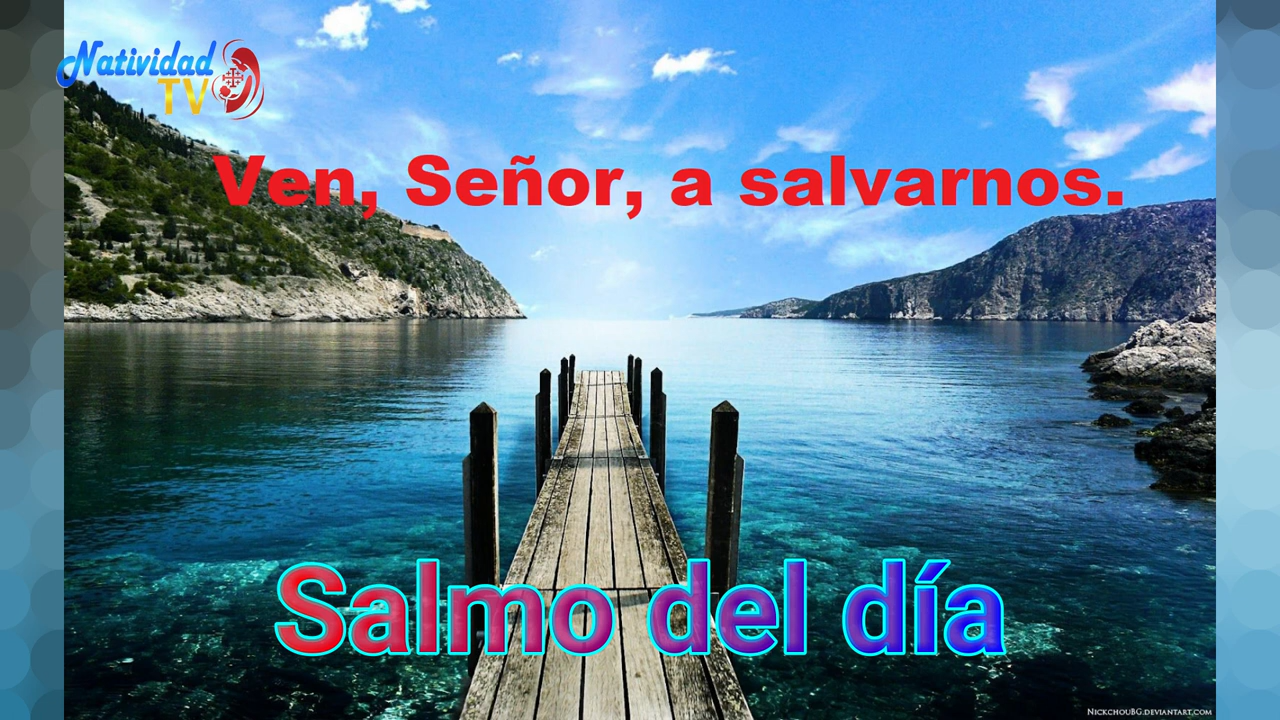 Natividad
TV
Ven, Señor, a salvarnos.
Salmo del día
NickchouBG.deviantart.com